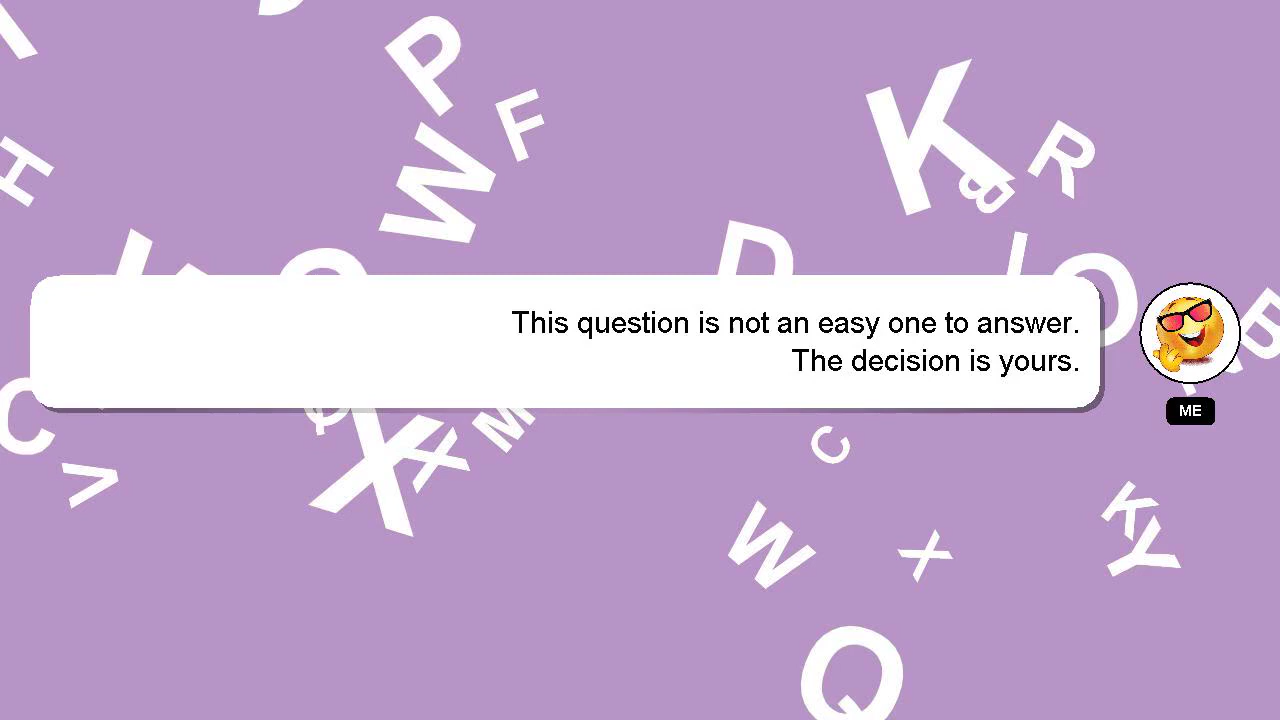 This question is not an easy one to answer.
The decision is yours.
ME